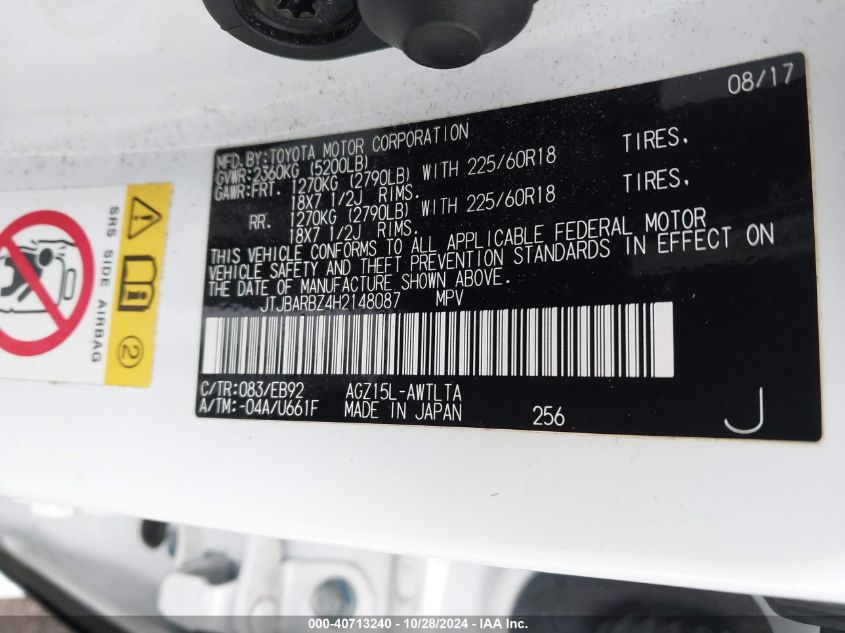 08/17
MFD. BY: TOYOTA MOTOR CORPORATION
GVWR: 2360KG (5200LB)
GAWR: FRT. 1270KG (2790LB) WITH 225/60R18 TIRES.
18X7 1/2J RIMS.
RR. 1270KG (2790LB) WITH 225/60R18 TIRES.
18X7 1/2J RIMS.
THIS VEHICLE CONFORMS TO ALL APPLICABLE FEDERAL MOTOR
VEHICLE SAFETY AND THEFT PREVENTION STANDARDS IN EFFECT ON
THE DATE OF MANUFACTURE SHOWN ABOVE.
JTJBARBZ4H2148087 MPV
C/TR: 083/EB92 AGZ15L-AWTLTA
A/TM: -04A/U661F MADE IN JAPAN 256 J
SRS SIDE AIRBAG
2
000-40713240 - 10/28/2024 - IAA Inc.